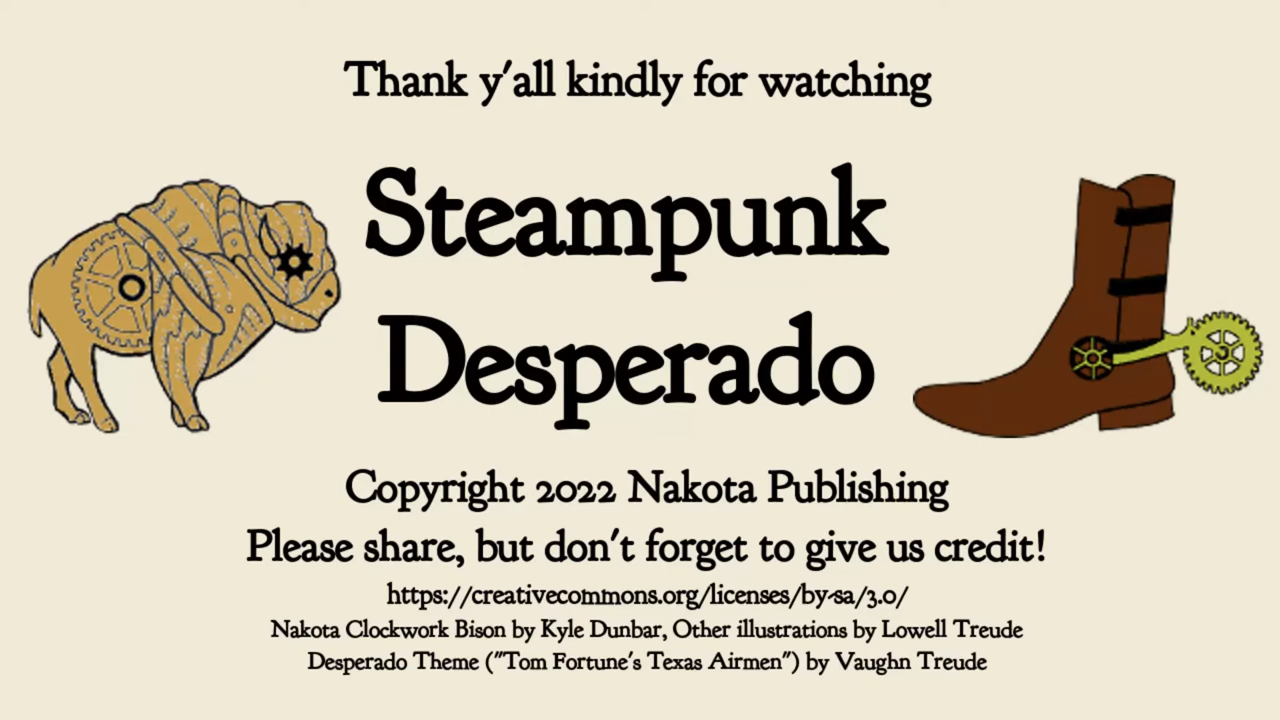 Thank y'all kindly for watching
Steampunk
Desperado
Copyright 2022 Nakota Publishing
Please share, but don't forget to give us credit!
https://creativecommons.org/licenses/by-sa/3.0/
Nakota Clockwork Bison by Kyle Dunbar, Other illustrations by Lowell Treude
Desperado Theme ("Tom Fortune's Texas Airmen") by Vaughn Treude